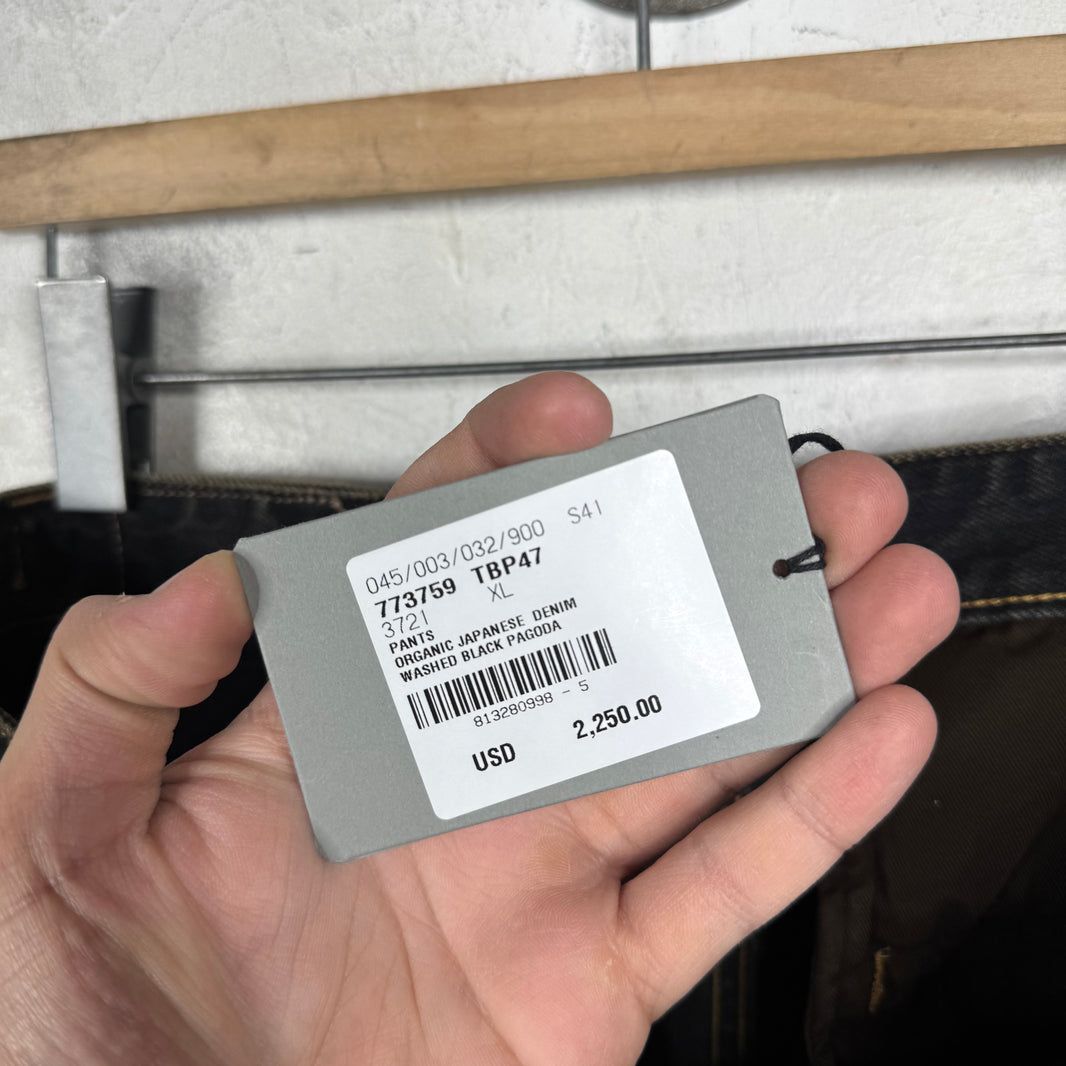 045/003/032/900 S41
773759 TBP47
3721 XL
PANTS
ORGANIC JAPANESE DENIM
WASHED BLACK PAGODA
813280998 - 5
USD 2,250.00